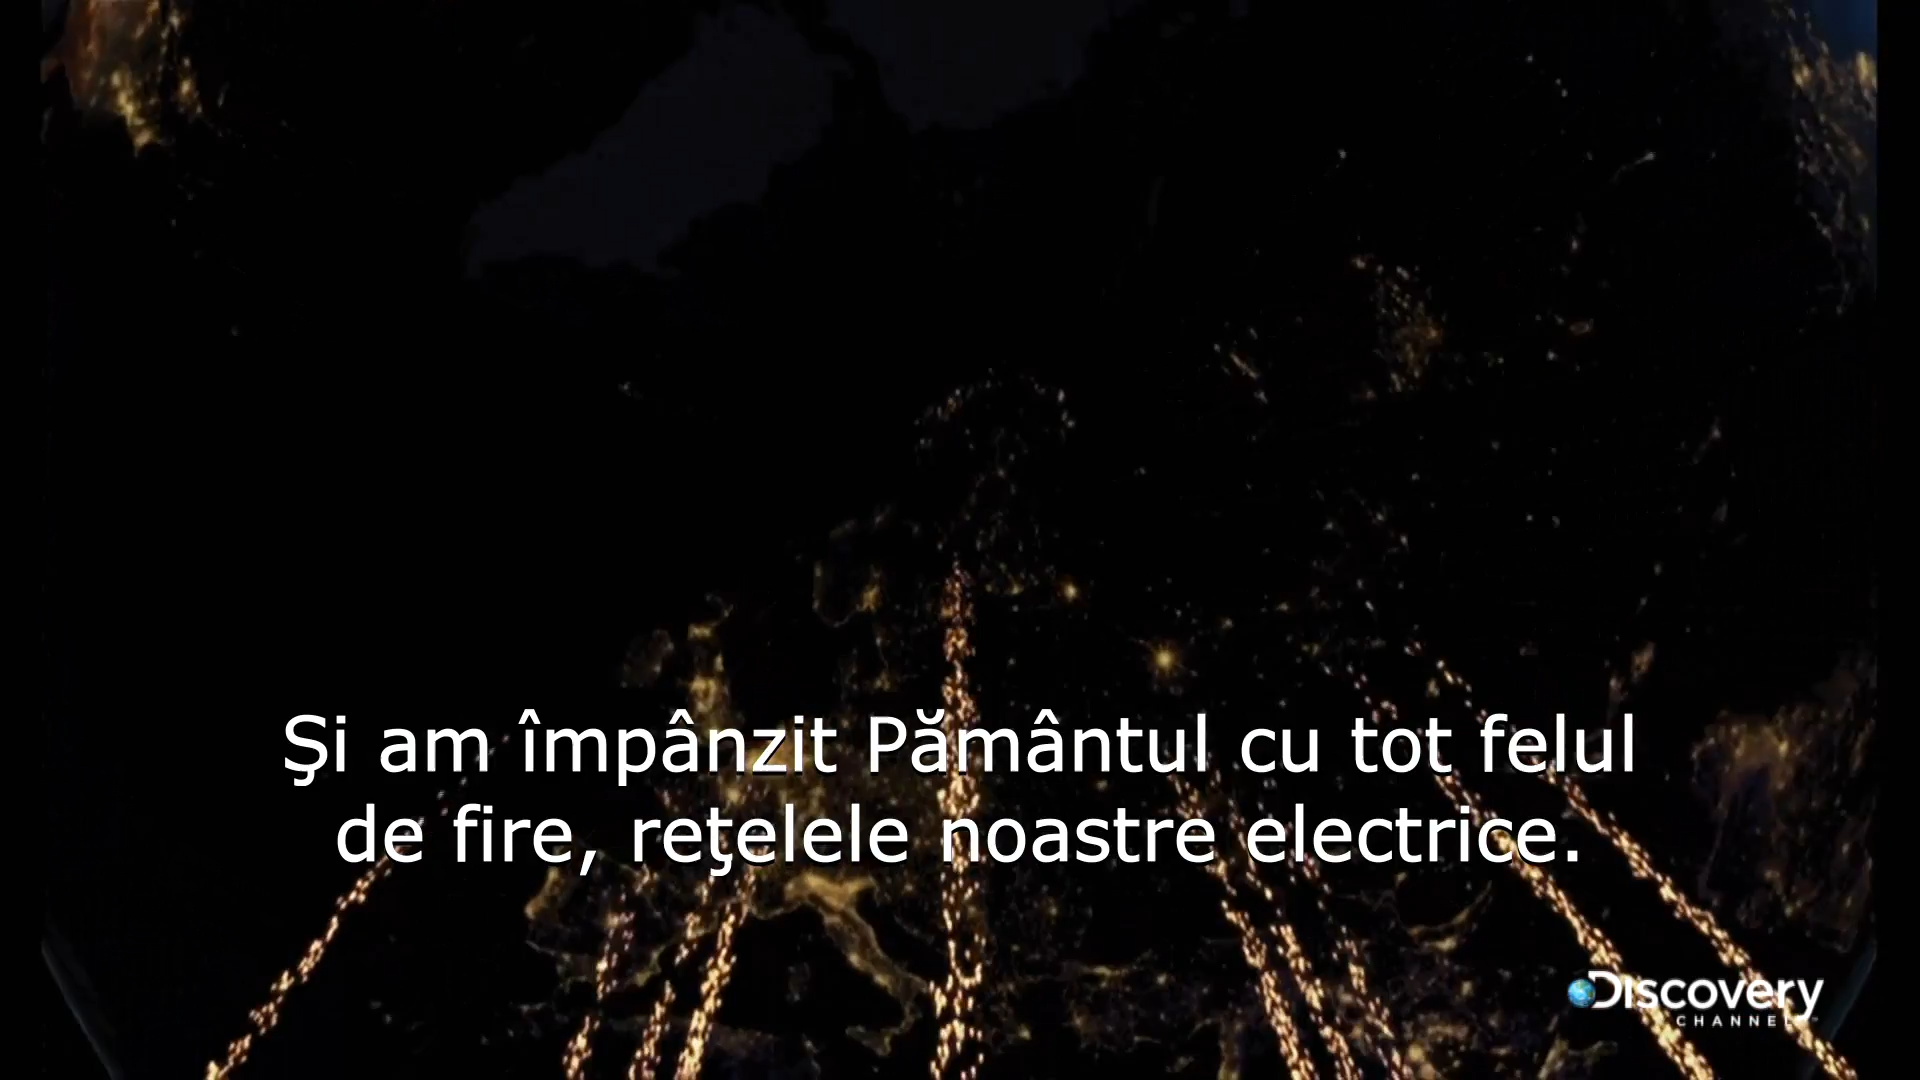 Şi am împânzit Pământul cu tot felul
de fire, reţelele noastre electrice.
Discovery
CHANNEL